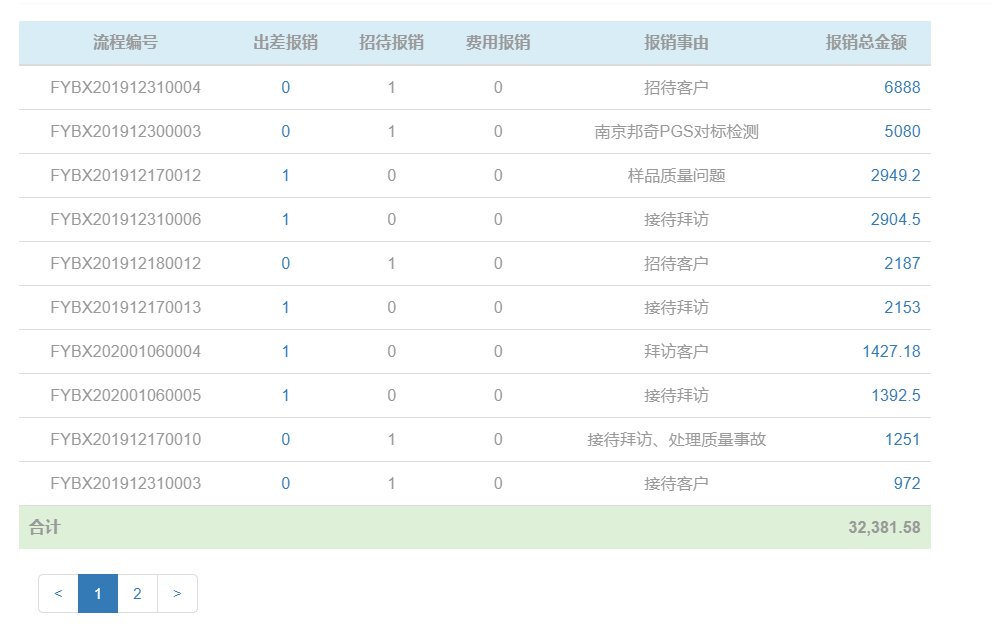 流程编号 出差报销 招待报销 费用报销 报销事由 报销总金额
FYBX201912310004 0 1 0 招待客户 6888
FYBX201912300003 0 1 0 南京邦奇PGS对标检测 5080
FYBX201912170012 1 0 0 样品质量问题 2949.2
FYBX201912310006 1 0 0 接待拜访 2904.5
FYBX201912180012 0 1 0 招待客户 2187
FYBX201912170013 1 0 0 接待拜访 2153
FYBX202001060004 1 0 0 拜访客户 1427.18
FYBX202001060005 1 0 0 接待拜访 1392.5
FYBX201912170010 0 1 0 接待拜访、处理质量事故 1251
FYBX201912310003 0 1 0 接待客户 972
合计 32,381.58
< 1 2 >